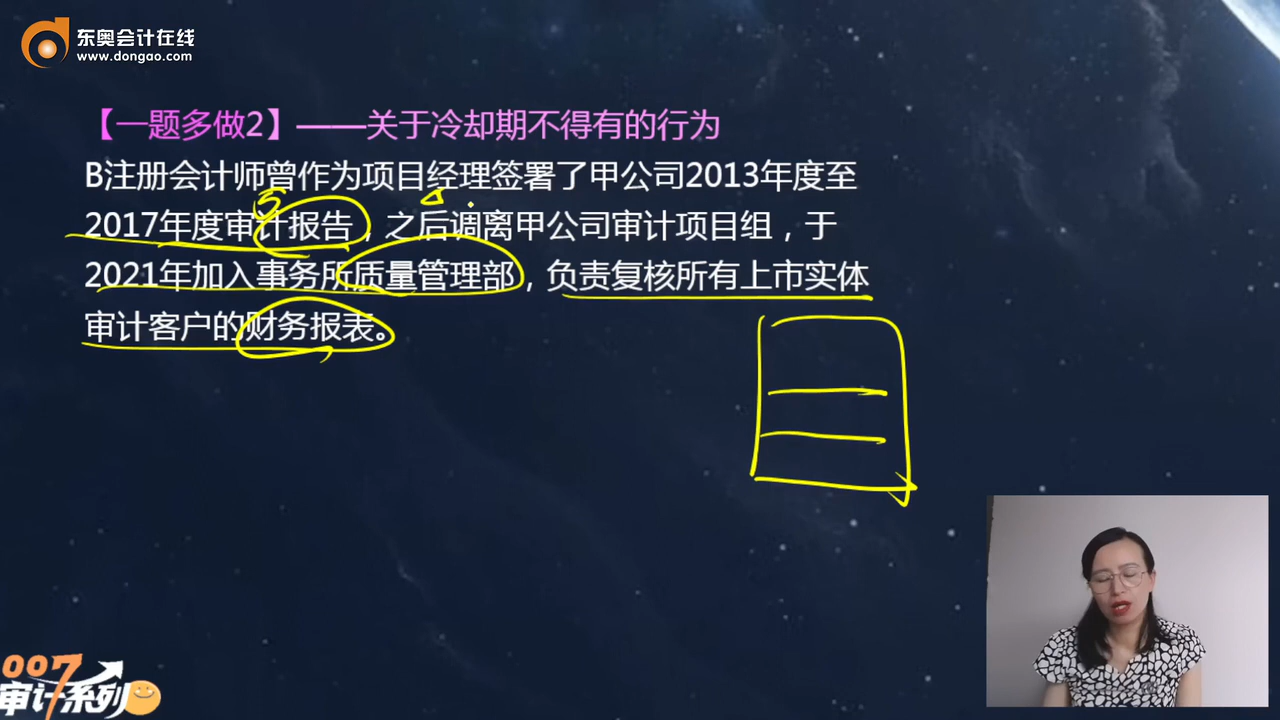 东奥会计在线
www.dongao.com
【一题多做2】——关于冷却期不得有的行为
B注册会计师曾作为项目经理签署了甲公司2013年度至
2017年度审计报告，之后调离甲公司审计项目组，于
2021年加入事务所质量管理部，负责复核所有上市实体
审计客户的财务报表。
5
007
审计系列